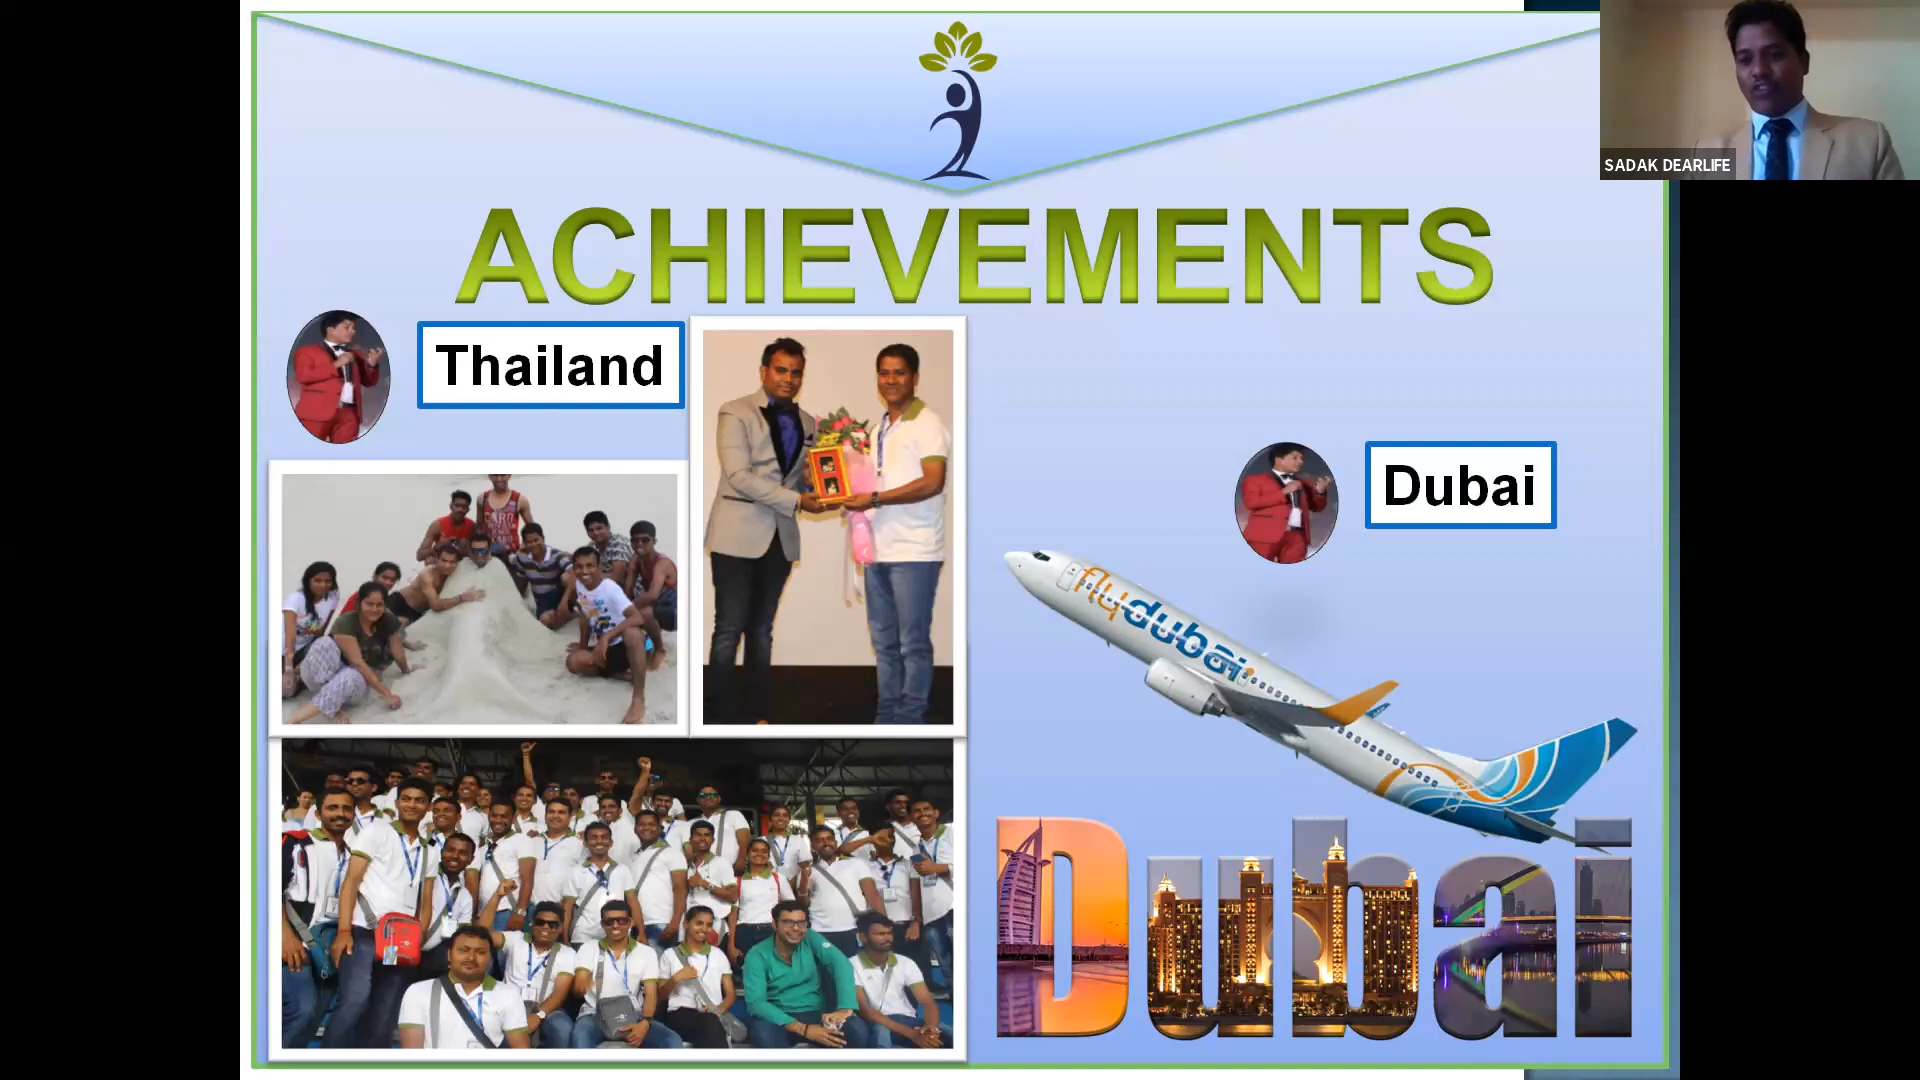 SADAK DEARLIFE
ACHIEVEMENTS
Thailand
Dubai
flydubai
Dubai